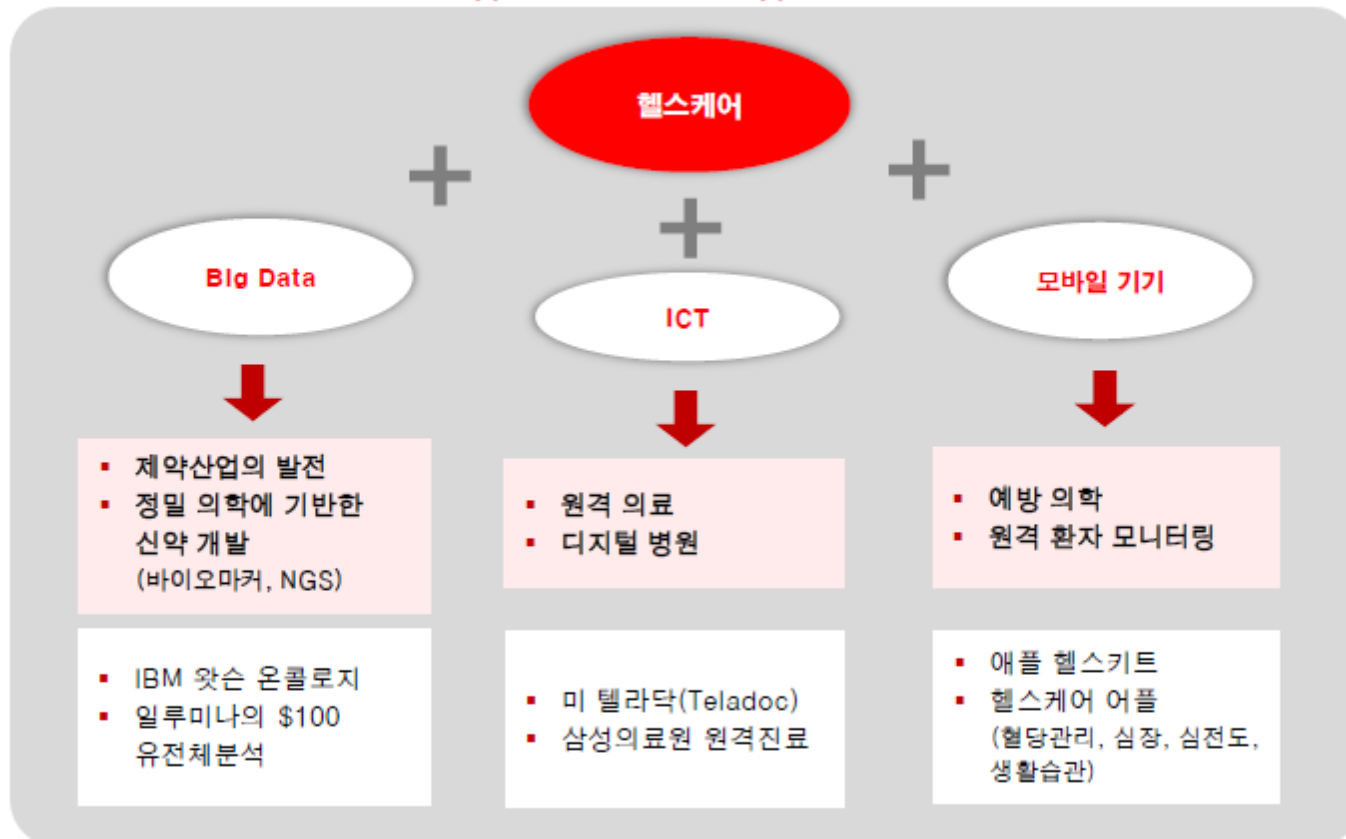 헬스케어
Big Data
ICT
모바일 기기
▪ 제약산업의 발전
▪ 정밀 의학에 기반한
신약 개발
(바이오마커, NGS)
▪ 원격 의료
▪ 디지털 병원
▪ 예방 의학
▪ 원격 환자 모니터링
▪ IBM 왓슨 온콜로지
▪ 일루미나의 $100
유전체분석
▪ 미 텔라닥(Teladoc)
▪ 삼성의료원 원격진료
▪ 애플 헬스키트
▪ 헬스케어 어플
(혈당관리, 심장, 심전도,
생활습관)